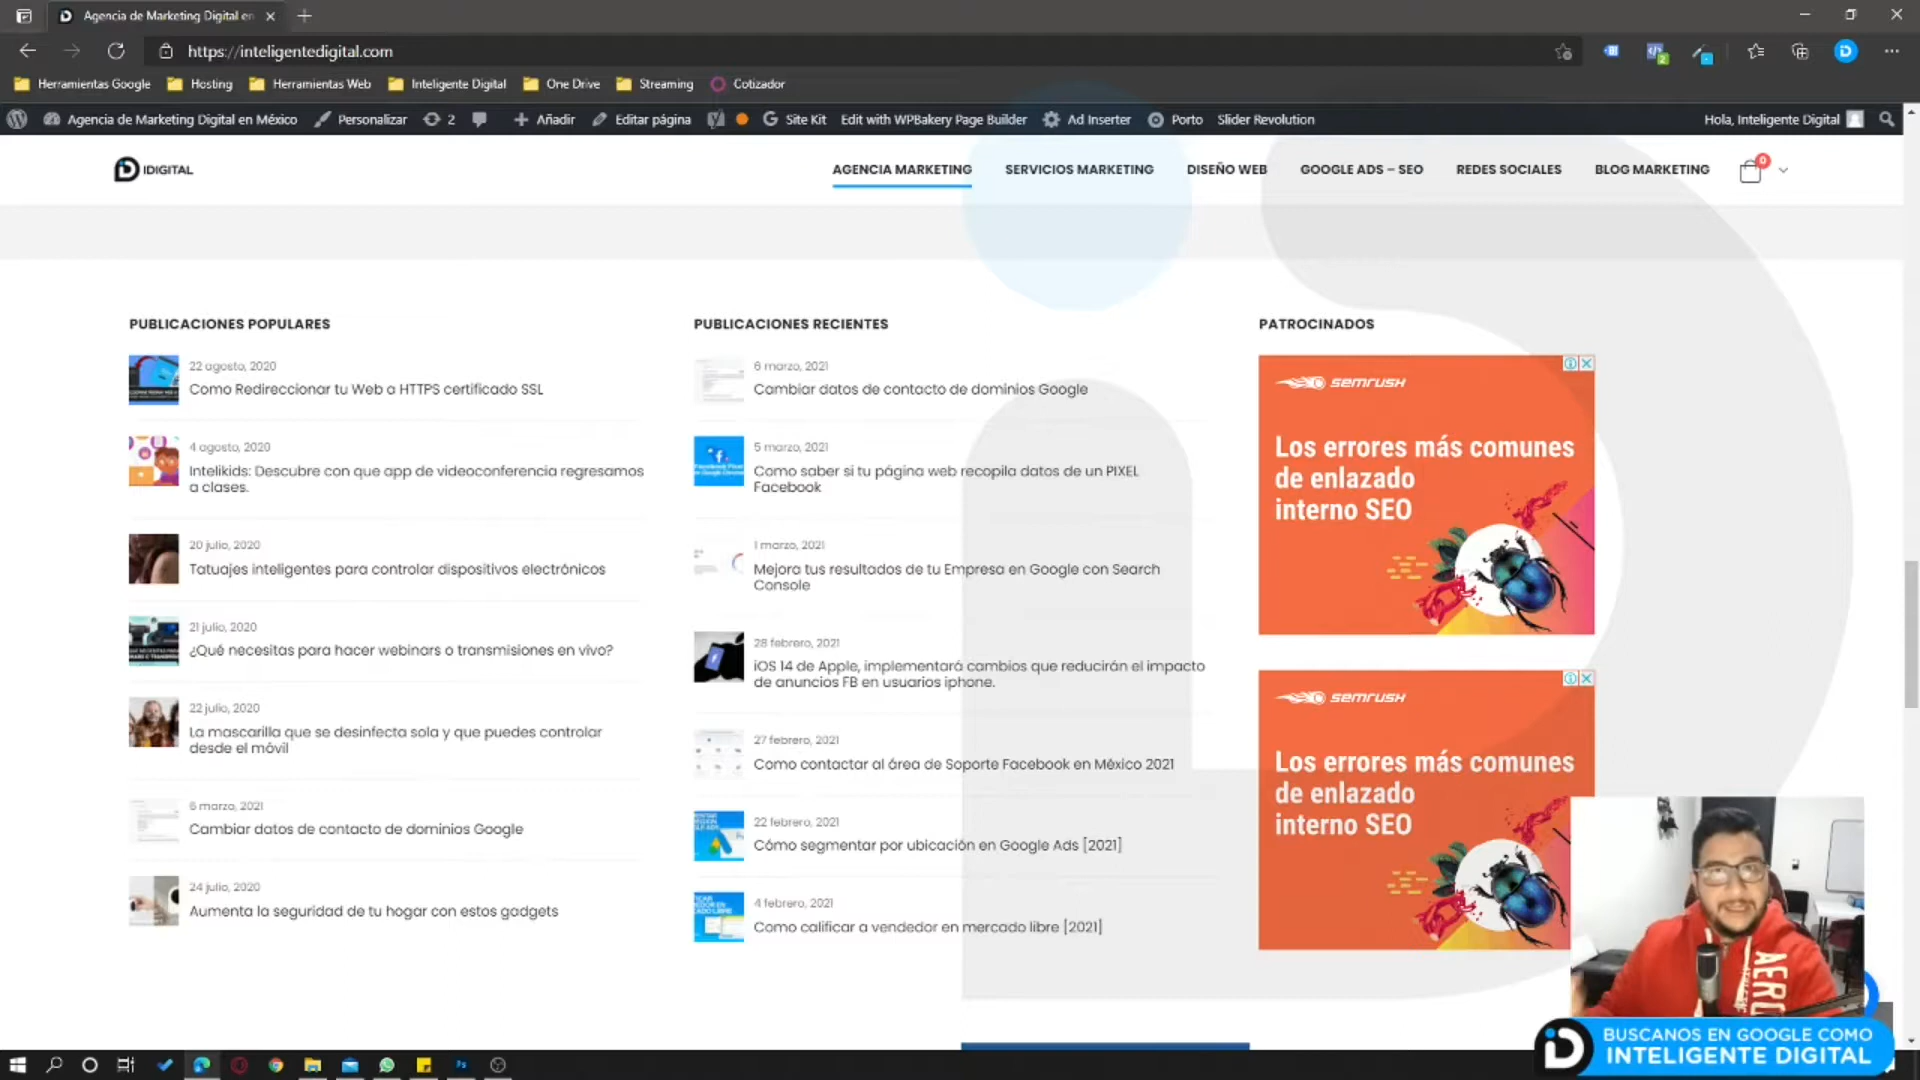 Agencia de Marketing Digital en
https://inteligentedigital.com
Herramientas Google
Hosting
Herramientas Web
Inteligente Digital
One Drive
Streaming
Cotizador
Agencia de Marketing Digital en México
Personalizar
2
Añadir
Editar página
Site Kit
Edit with WPBakery Page Builder
Ad Inserter
Porto
Slider Revolution
Hola, Inteligente Digital
IDIGITAL
AGENCIA MARKETING
SERVICIOS MARKETING
DISEÑO WEB
GOOGLE ADS – SEO
REDES SOCIALES
BLOG MARKETING
0
PUBLICACIONES POPULARES
22 agosto, 2020
Como Redireccionar tu Web a HTTPS certificado SSL
4 agosto, 2020
Intelikids: Descubre con que app de videoconferencia regresamos
a clases.
20 julio, 2020
Tatuajes inteligentes para controlar dispositivos electrónicos
21 julio, 2020
¿Qué necesitas para hacer webinars o transmisiones en vivo?
22 julio, 2020
La mascarilla que se desinfecta sola y que puedes controlar
desde el móvil
6 marzo, 2021
Cambiar datos de contacto de dominios Google
24 julio, 2020
Aumenta la seguridad de tu hogar con estos gadgets
PUBLICACIONES RECIENTES
6 marzo, 2021
Cambiar datos de contacto de dominios Google
5 marzo, 2021
Como saber si tu página web recopila datos de un PIXEL
Facebook
1 marzo, 2021
Mejora tus resultados de tu Empresa en Google con Search
Console
28 febrero, 2021
iOS 14 de Apple, implementará cambios que reducirán el impacto
de anuncios FB en usuarios iphone.
27 febrero, 2021
Como contactar al área de Soporte Facebook en México 2021
22 febrero, 2021
Cómo segmentar por ubicación en Google Ads [2021]
4 febrero, 2021
Como calificar a vendedor en mercado libre [2021]
PATROCINADOS
SEMRUSH
Los errores más comunes
de enlazado
interno SEO
SEMRUSH
Los errores más comunes
de enlazado
interno SEO
AERO
BUSCANOS EN GOOGLE COMO
INTELIGENTE DIGITAL